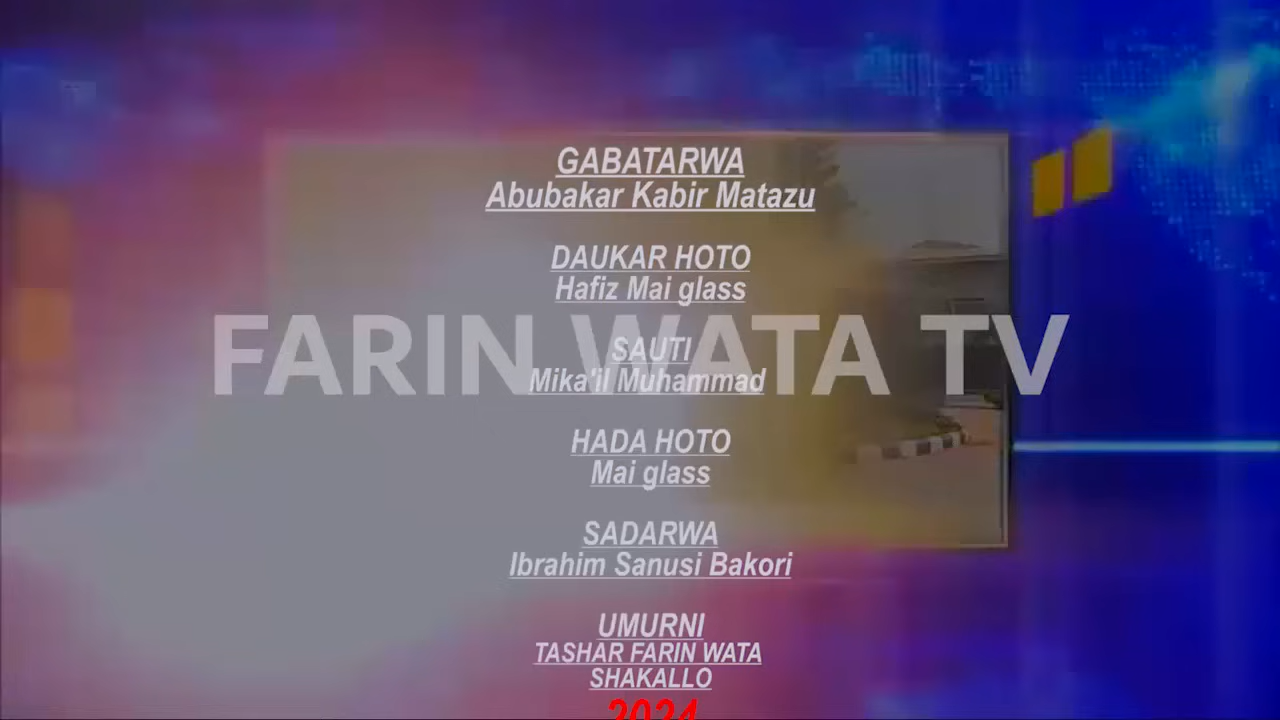 GABATARWA
Abubakar Kabir Matazu
DAUKAR HOTO
Hafiz Mai glass
FARIN WATA TV
SAUTI
Mika'il Muhammad
HADA HOTO
Mai glass
SADARWA
Ibrahim Sanusi Bakori
UMURNI
TASHAR FARIN WATA
SHAKALLO
2024